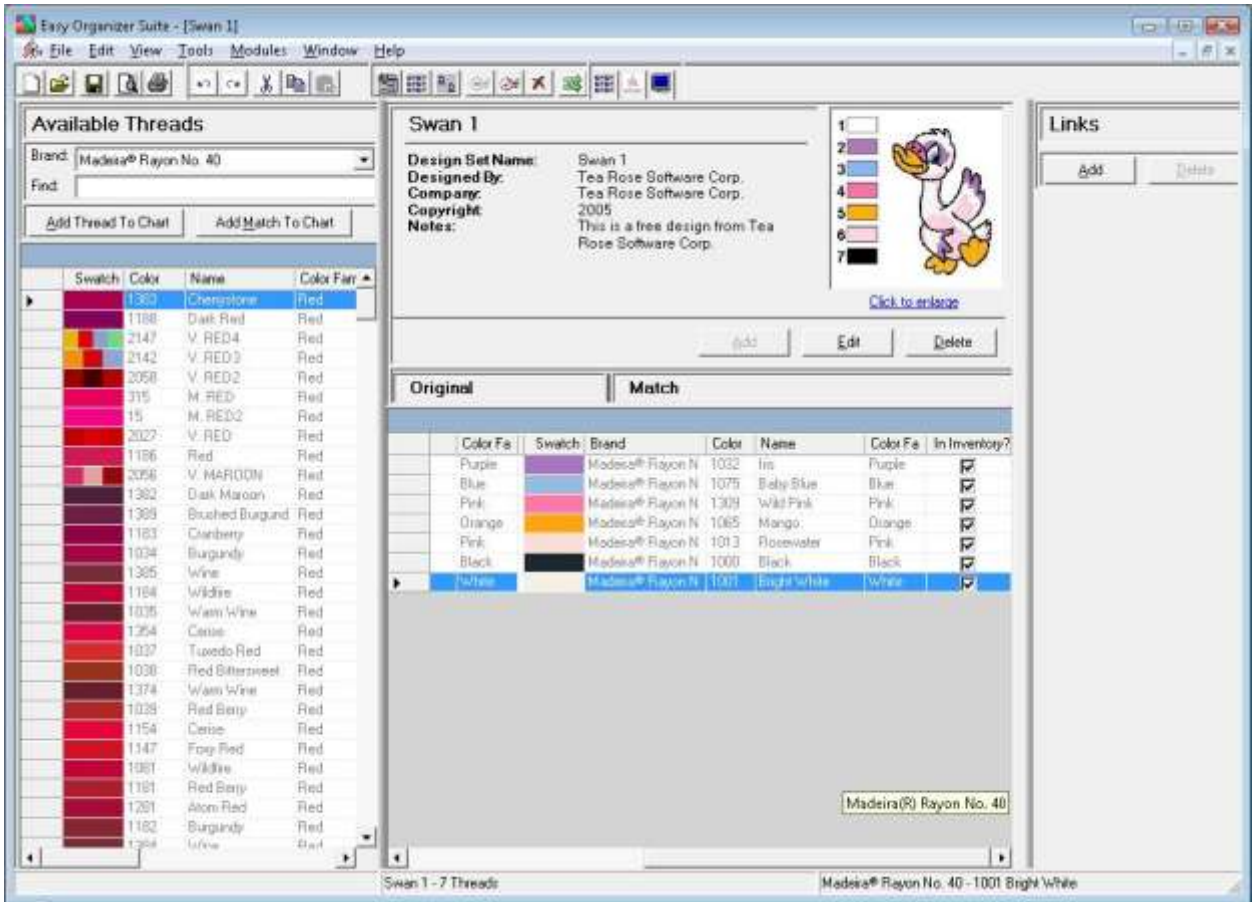 Easy Organizer Suite - [Swan 1]
File Edit View Tools Modules Window Help
Available Threads
Brand: Madeira® Rayon No. 40
Find:
Add Thread To Chart Add Match To Chart
Swatch Color Name Color Fam
1383 Cherrystone Red
1188 Dark Red Red
2147 V. RED4 Red
2142 V. RED3 Red
2058 V. RED2 Red
315 M. RED Red
15 M. RED2 Red
2027 V. RED Red
1186 Red Red
2056 V. MAROON Red
1382 Dark Maroon Red
1389 Brushed Burgund Red
1183 Cranberry Red
1034 Burgundy Red
1385 Wine Red
1184 Wildfire Red
1035 Warm Wine Red
1354 Cerise Red
1037 Tuxedo Red Red
1038 Red Bittersweet Red
1374 Warm Wine Red
1039 Red Berry Red
1154 Cerise Red
1147 Foxy Red Red
1081 Wildfire Red
1181 Red Berry Red
1281 Atom Red Red
1182 Burgundy Red
1384 Wine Red
Swan 1
Design Set Name: Swan 1
Designed By: Tea Rose Software Corp.
Company: Tea Rose Software Corp.
Copyright: 2005
Notes: This is a free design from Tea
Rose Software Corp.
1
2
3
4
5
6
7
Click to enlarge
Add Edit Delete
Original Match
Color Fa Swatch Brand Color Name Color Fa In Inventory?
Purple Madeira® Rayon N 1032 Iris Purple
Blue Madeira® Rayon N 1075 Baby Blue Blue
Pink Madeira® Rayon N 1309 Wild Pink Pink
Orange Madeira® Rayon N 1065 Mango Orange
Pink Madeira® Rayon N 1013 Rosewater Pink
Black Madeira® Rayon N 1000 Black Black
White Madeira® Rayon N 1001 Bright White White
Madeira(R) Rayon No. 40
Links
Add Delete
Swan 1 - 7 Threads
Madeira® Rayon No. 40 - 1001 Bright White